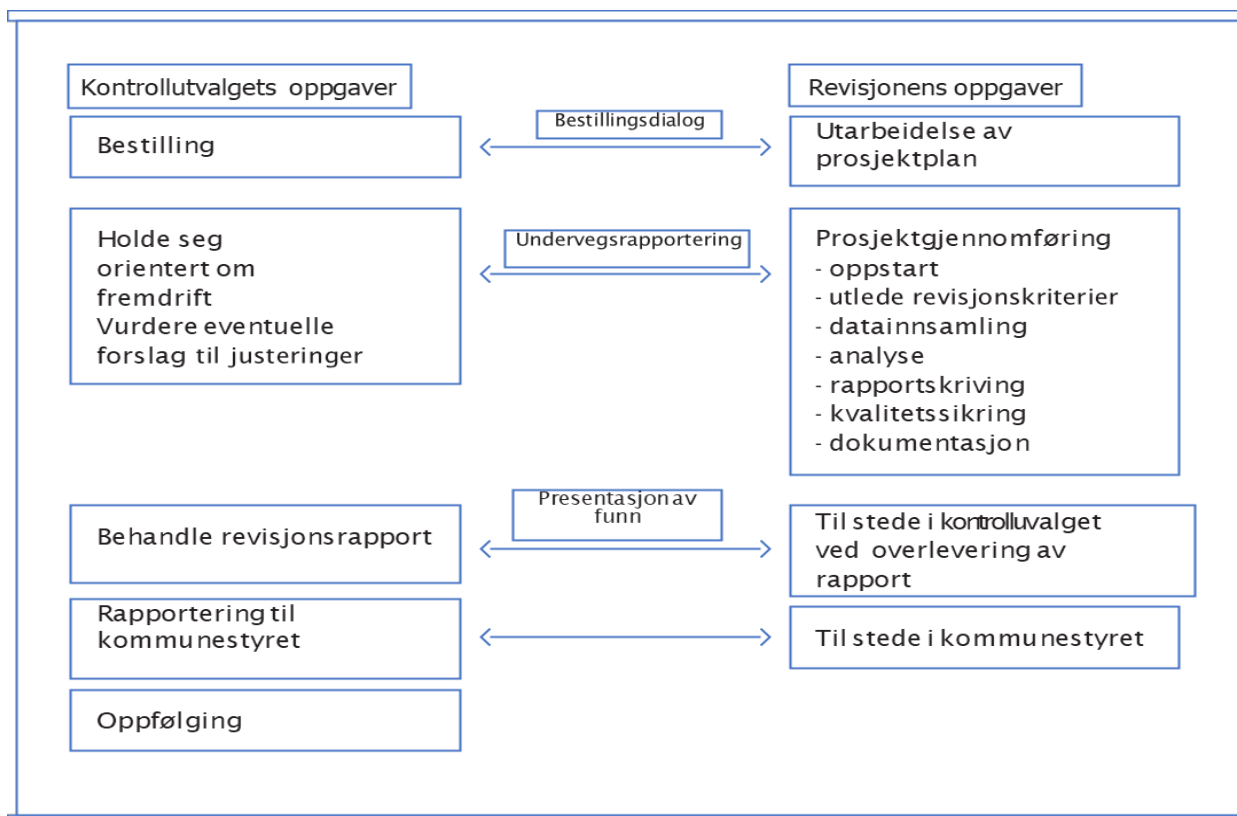 Kontrollutvalgets oppgaver
Revisjonens oppgaver
Bestilling
Bestillingsdialog
Utarbeidelse av
prosjektplan
Holde seg
orientert om
fremdrift
Vurdere eventuelle
forslag til justeringer
Undervegsrapportering
Prosjektgjennomføring
- oppstart
- utlede revisjonskriterier
- datainnsamling
- analyse
- rapportskriving
- kvalitetssikring
- dokumentasjon
Behandle revisjonsrapport
Presentasjon av
funn
Til stede i kontrolluvalget
ved overlevering av
rapport
Rapportering til
kommunestyret
Til stede i kommunestyret
Oppfølging